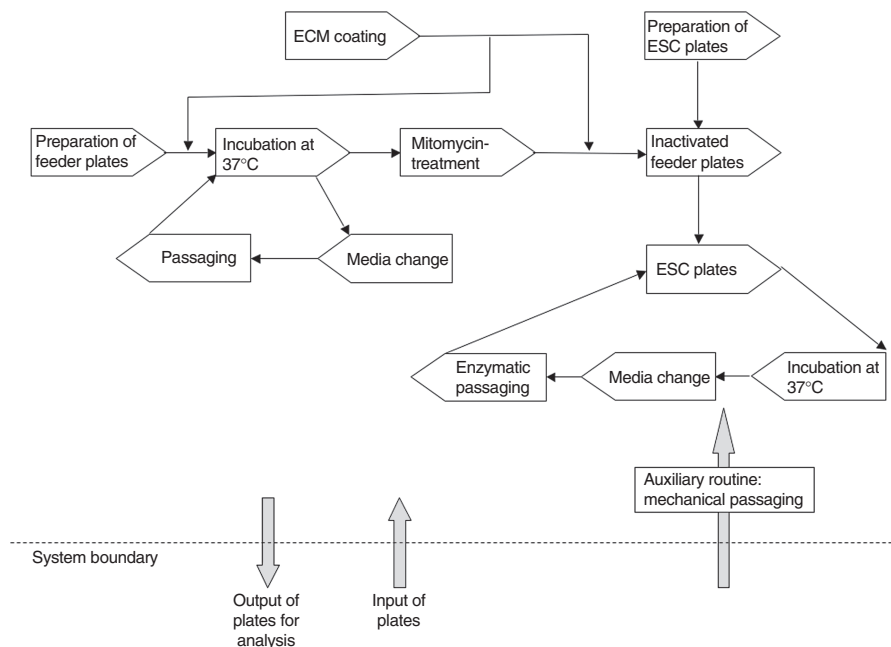 ECM coating
Preparation of
ESC plates
Preparation of
feeder plates
Incubation at
37°C
Mitomycin-
treatment
Inactivated
feeder plates
Passaging
Media change
ESC plates
Enzymatic
passaging
Media change
Incubation at
37°C
Auxiliary routine:
mechanical passaging
System boundary
Output of
plates for
analysis
Input of
plates